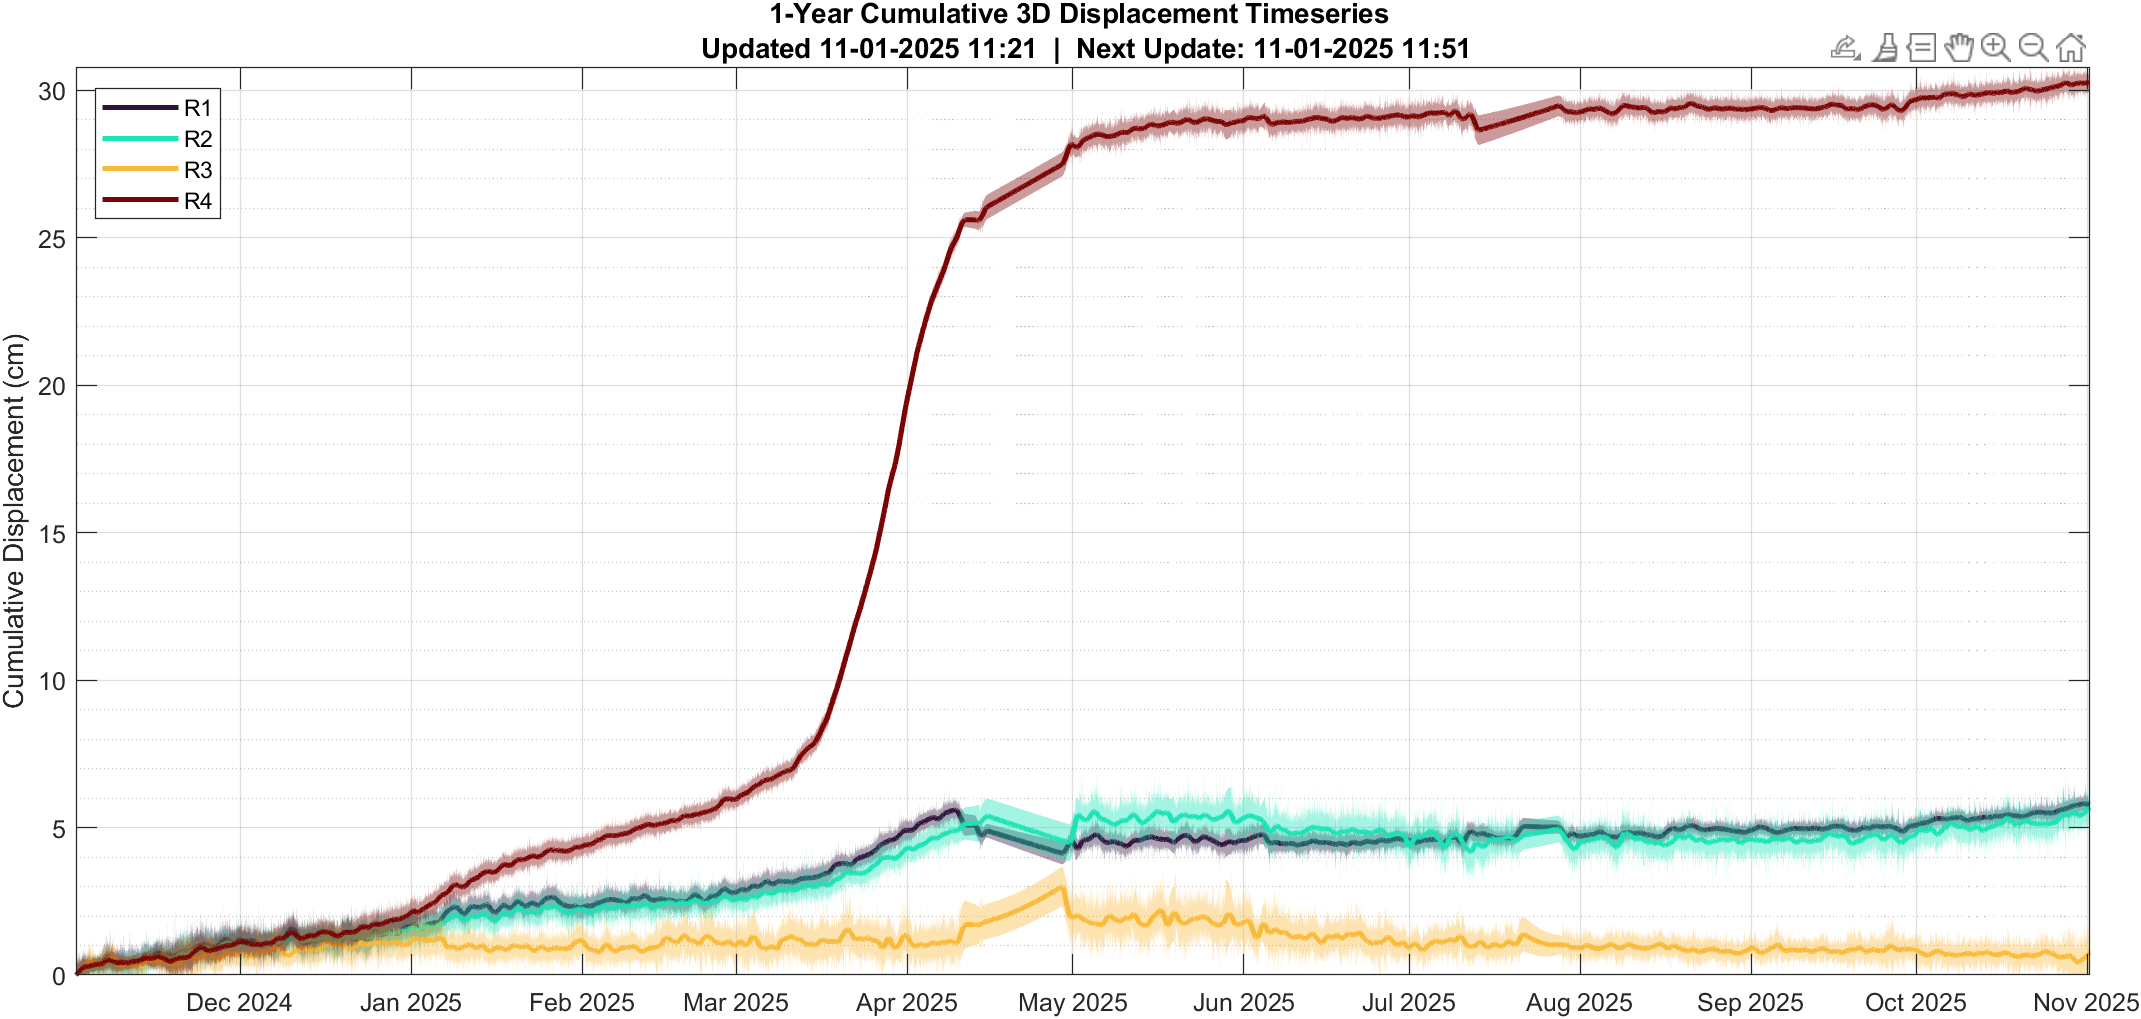 1-Year Cumulative 3D Displacement Timeseries
Updated 11-01-2025 11:21 | Next Update: 11-01-2025 11:51
R1
R2
R3
R4
Cumulative Displacement (cm)
30
25
20
15
10
5
0
Dec 2024 Jan 2025 Feb 2025 Mar 2025 Apr 2025 May 2025 Jun 2025 Jul 2025 Aug 2025 Sep 2025 Oct 2025 Nov 2025